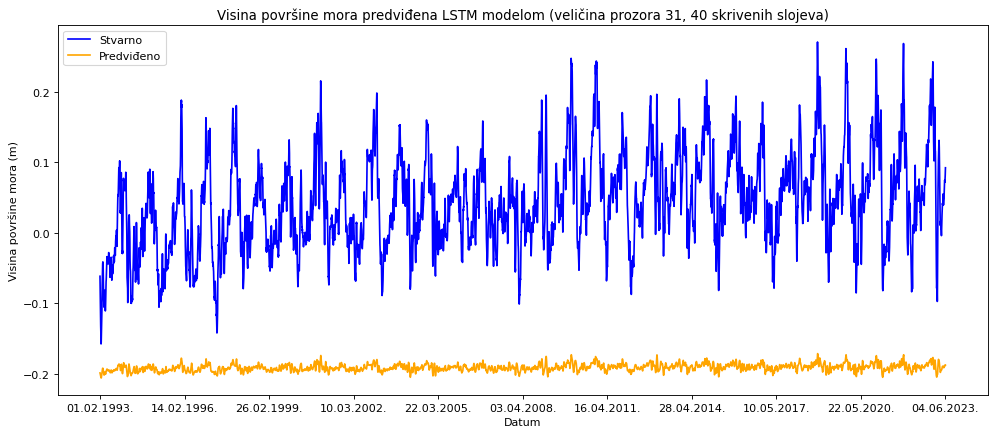 Visina površine mora predviđena LSTM modelom (veličina prozora 31, 40 skrivenih slojeva)
Stvarno
Predviđeno
Visina površine mora (m)
0.2
0.1
0.0
−0.1
−0.2
01.02.1993. 14.02.1996. 26.02.1999. 10.03.2002. 22.03.2005. 03.04.2008. 16.04.2011. 28.04.2014. 10.05.2017. 22.05.2020. 04.06.2023.
Datum